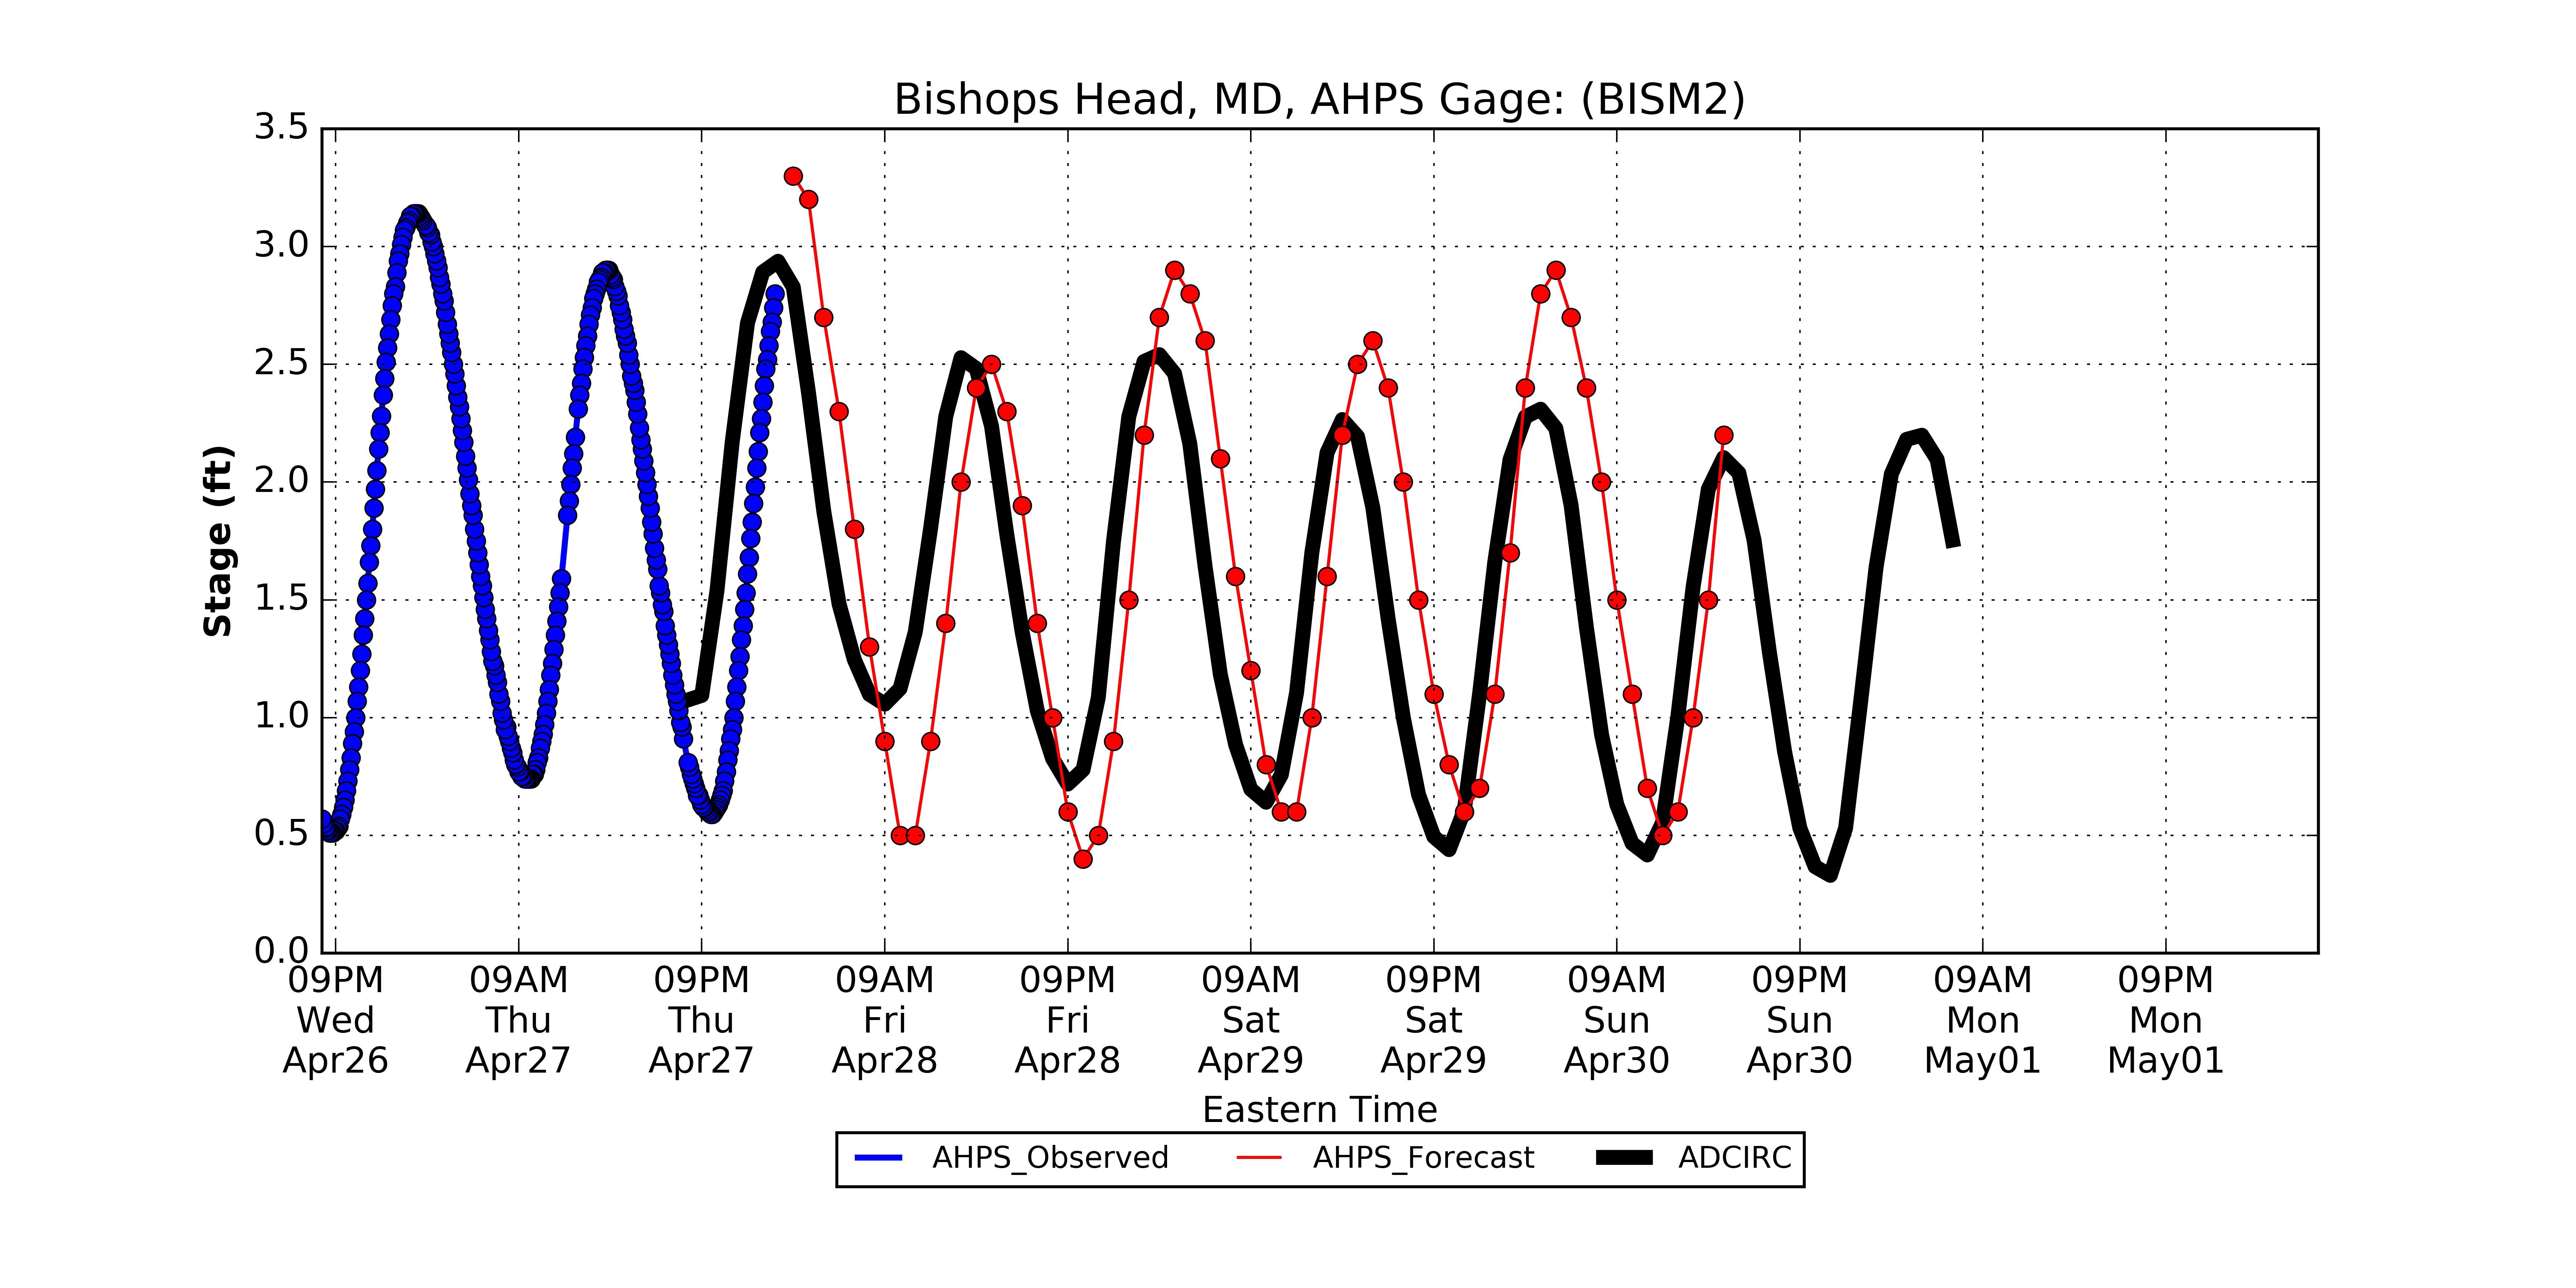 Bishops Head, MD, AHPS Gage: (BISM2)
3.5
3.0
2.5
2.0
1.5
1.0
0.5
0.0
Stage (ft)
09PM 09AM 09PM 09AM 09PM 09AM 09PM 09AM 09PM 09AM 09PM
Wed Thu Thu Fri Fri Sat Sat Sun Sun Mon Mon
Apr26 Apr27 Apr27 Apr28 Apr28 Apr29 Apr29 Apr30 Apr30 May01 May01
Eastern Time
AHPS_Observed AHPS_Forecast ADCIRC